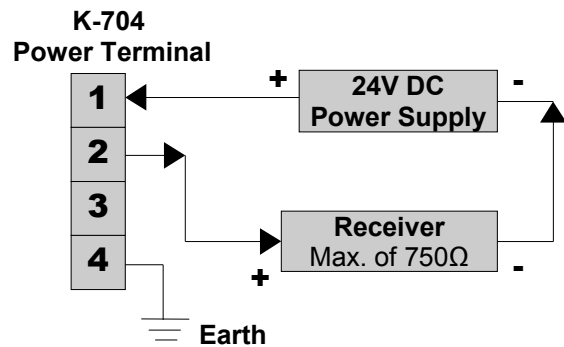 K-704
Power Terminal
1
2
3
4
+
24V DC
Power Supply
-
+
Receiver
Max. of 750Ω
-
Earth